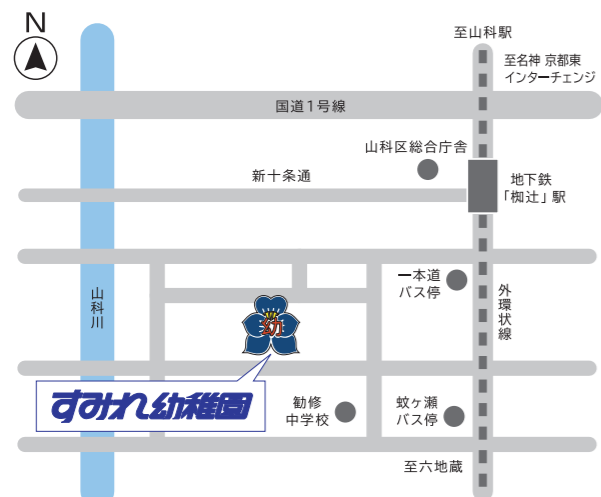 N
至山科駅
至名神 京都東
インターチェンジ
国道1号線
山科区総合庁舎
新十条通
地下鉄
「椥辻」駅
一本道
バス停
外環状線
山科川
幼
すみれ幼稚園
勧修
中学校
蚊ヶ瀬
バス停
至六地蔵